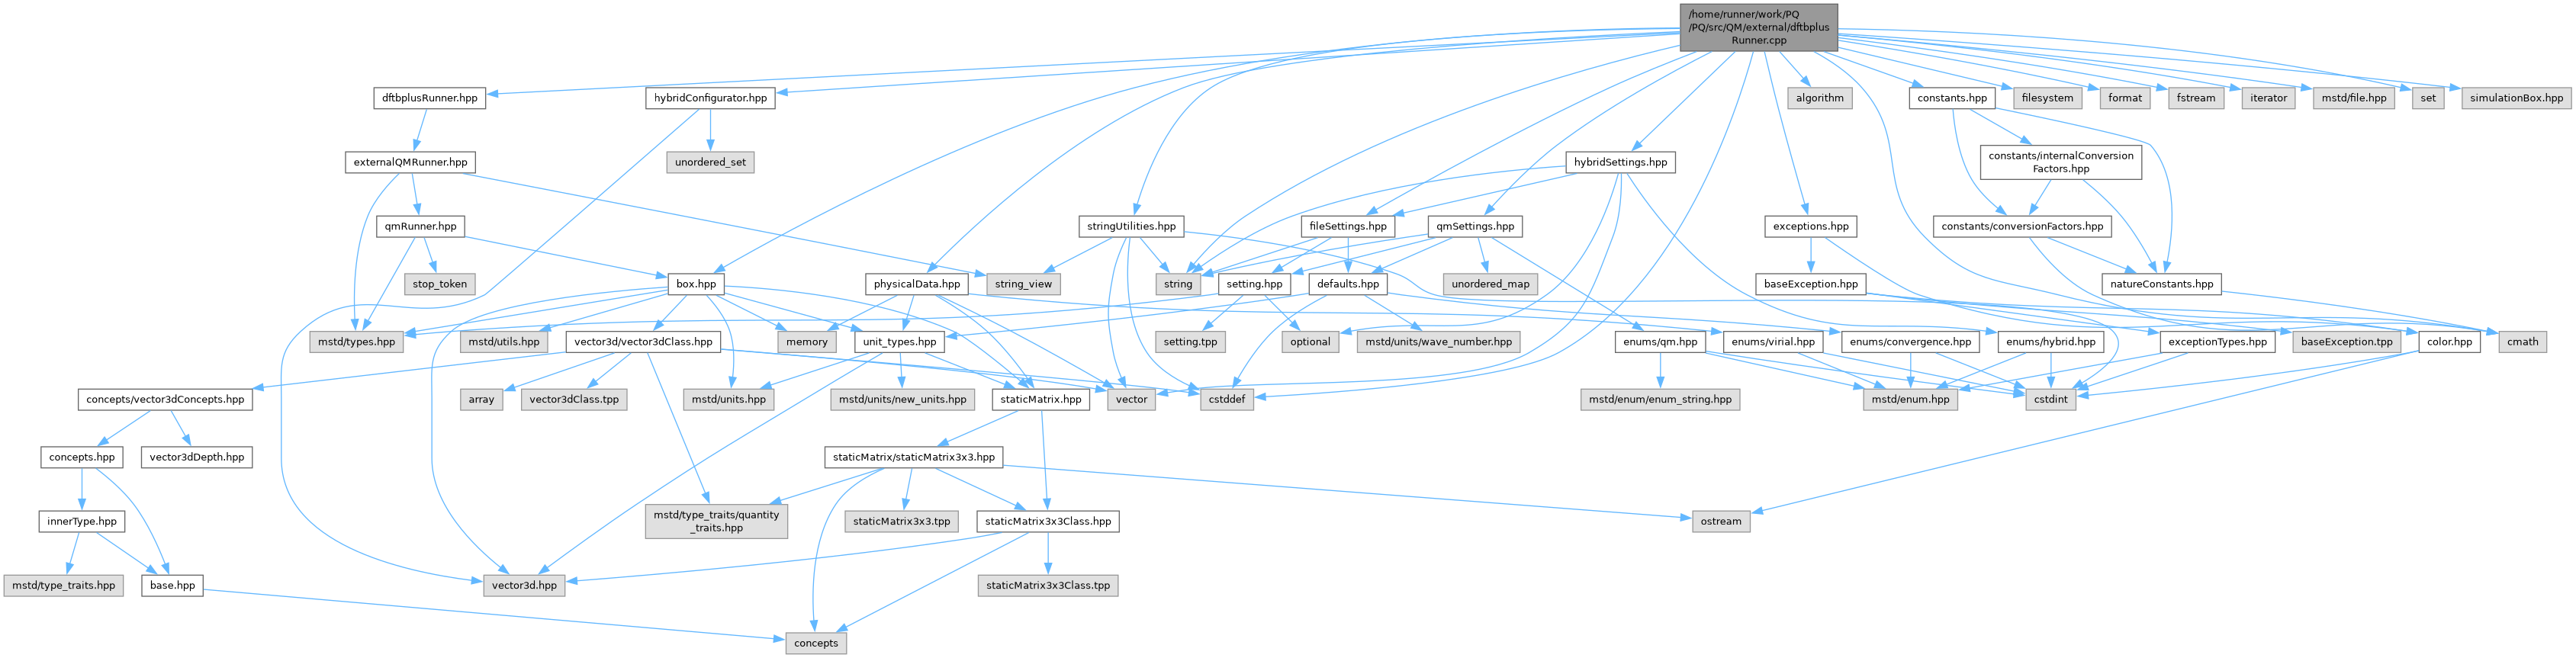 /home/runner/work/PQ
/PQ/src/QM/external/dftbplus
Runner.cpp
dftbplusRunner.hpp
hybridConfigurator.hpp
algorithm
constants.hpp
filesystem
format
fstream
iterator
mstd/file.hpp
set
simulationBox.hpp
externalQMRunner.hpp
unordered_set
hybridSettings.hpp
constants/internalConversion
Factors.hpp
qmRunner.hpp
stringUtilities.hpp
fileSettings.hpp
qmSettings.hpp
exceptions.hpp
constants/conversionFactors.hpp
stop_token
box.hpp
physicalData.hpp
string_view
string
setting.hpp
defaults.hpp
unordered_map
baseException.hpp
natureConstants.hpp
mstd/types.hpp
mstd/utils.hpp
vector3d/vector3dClass.hpp
memory
unit_types.hpp
setting.tpp
optional
mstd/units/wave_number.hpp
enums/qm.hpp
enums/virial.hpp
enums/convergence.hpp
enums/hybrid.hpp
exceptionTypes.hpp
baseException.tpp
color.hpp
cmath
concepts/vector3dConcepts.hpp
array
vector3dClass.tpp
mstd/units.hpp
mstd/units/new_units.hpp
staticMatrix.hpp
vector
cstddef
mstd/enum/enum_string.hpp
mstd/enum.hpp
cstdint
concepts.hpp
vector3dDepth.hpp
staticMatrix/staticMatrix3x3.hpp
innerType.hpp
mstd/type_traits/quantity
_traits.hpp
staticMatrix3x3.tpp
staticMatrix3x3Class.hpp
ostream
mstd/type_traits.hpp
base.hpp
vector3d.hpp
staticMatrix3x3Class.tpp
concepts